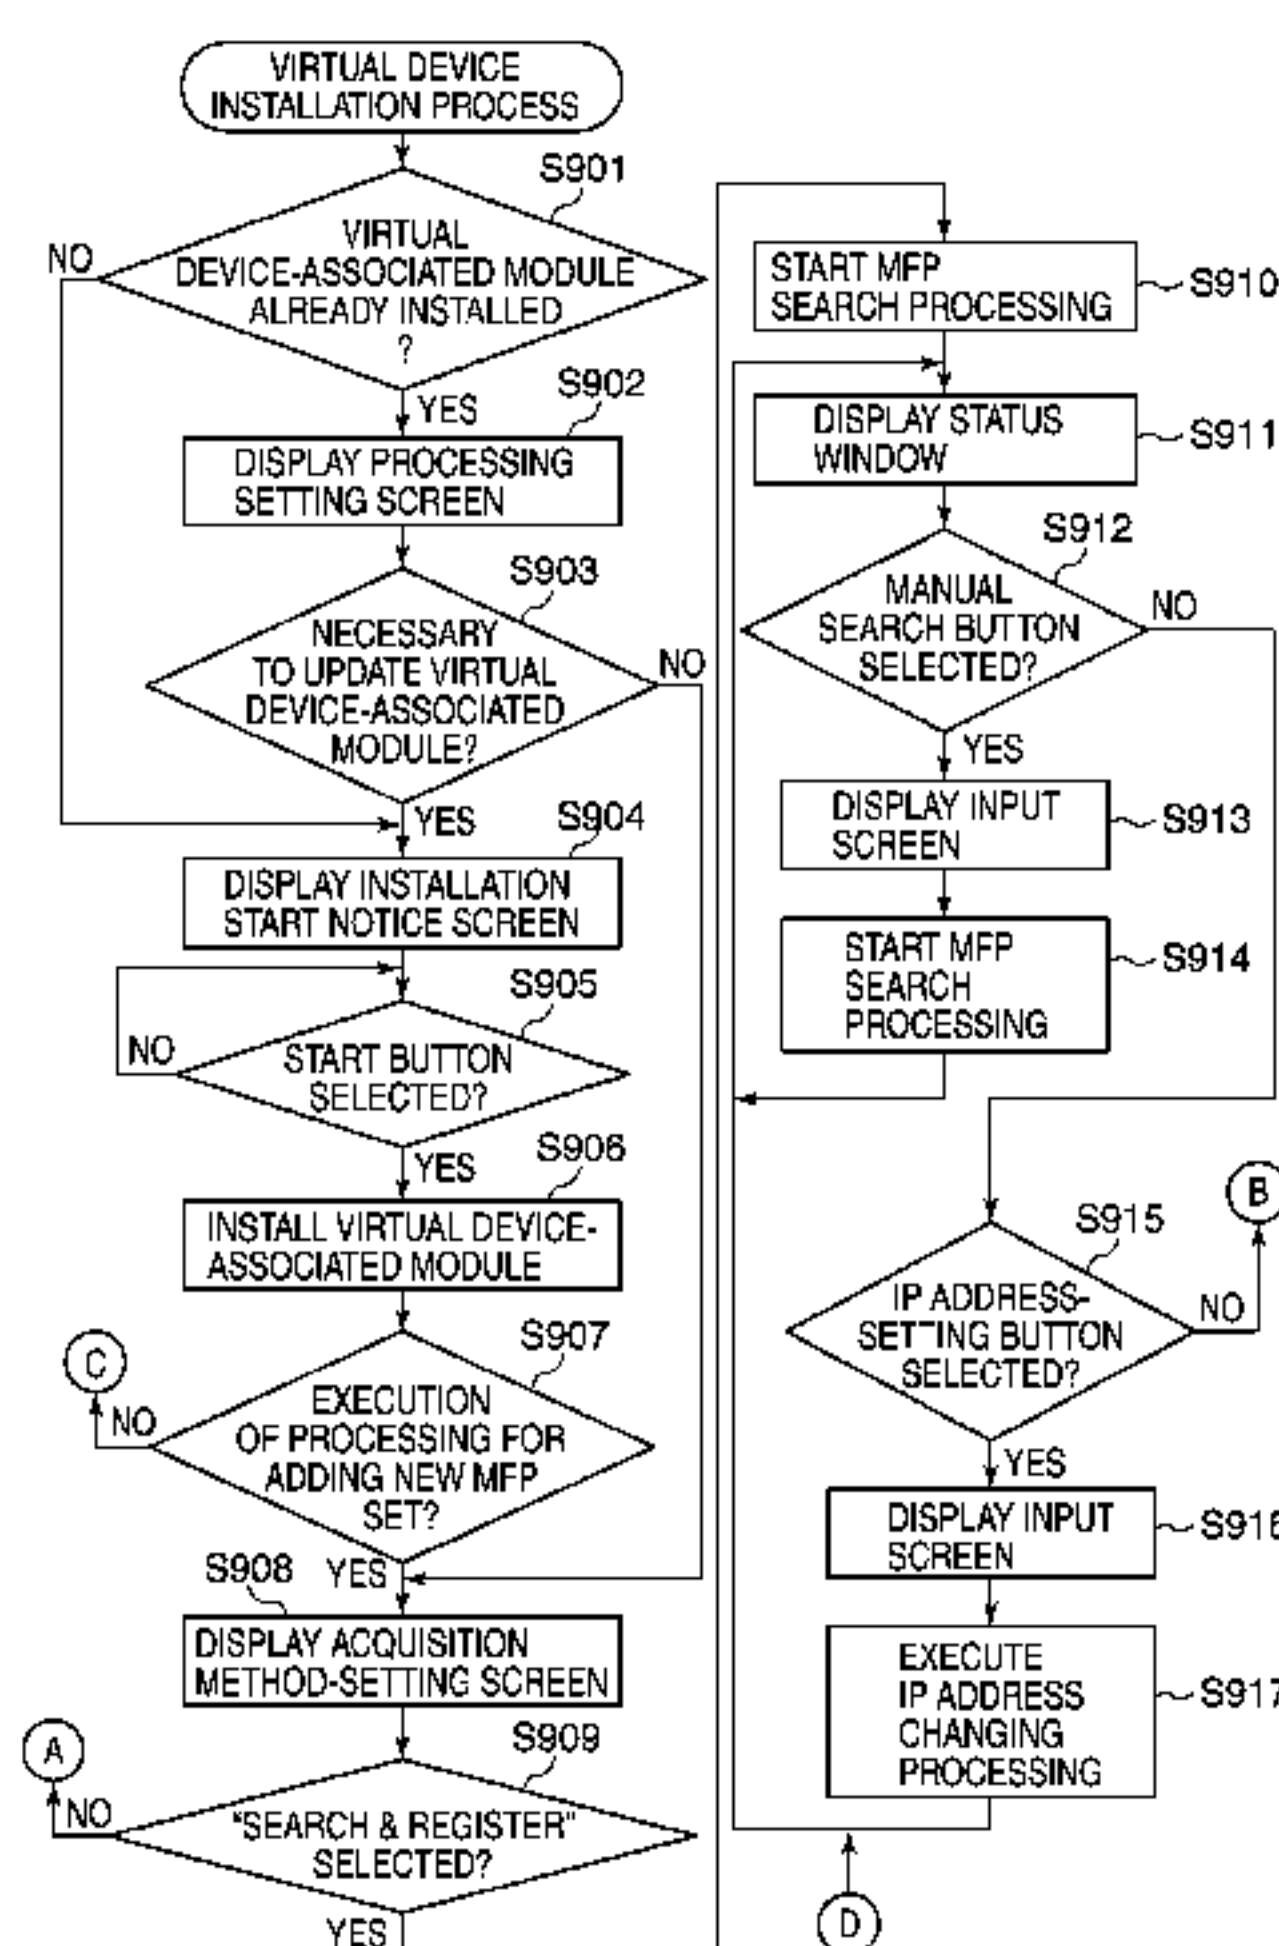 VIRTUAL DEVICE
INSTALLATION PROCESS
S901
VIRTUAL
DEVICE-ASSOCIATED MODULE
ALREADY INSTALLED
?
NO
YES
S902
DISPLAY PROCESSING
SETTING SCREEN
S903
NECESSARY
TO UPDATE VIRTUAL
DEVICE-ASSOCIATED
MODULE?
NO
YES
S904
DISPLAY INSTALLATION
START NOTICE SCREEN
S905
START BUTTON
SELECTED?
NO
YES
S906
INSTALL VIRTUAL DEVICE-
ASSOCIATED MODULE
S907
EXECUTION
OF PROCESSING FOR
ADDING NEW MFP
SET?
C
NO
YES
S908
DISPLAY ACQUISITION
METHOD-SETTING SCREEN
S909
"SEARCH & REGISTER"
SELECTED?
A
NO
YES
START MFP
SEARCH PROCESSING
S910
DISPLAY STATUS
WINDOW
S911
S912
MANUAL
SEARCH BUTTON
SELECTED?
NO
YES
DISPLAY INPUT
SCREEN
S913
START MFP
SEARCH
PROCESSING
S914
B
S915
IP ADDRESS-
SETTING BUTTON
SELECTED?
NO
YES
DISPLAY INPUT
SCREEN
S916
EXECUTE
IP ADDRESS
CHANGING
PROCESSING
S917
D